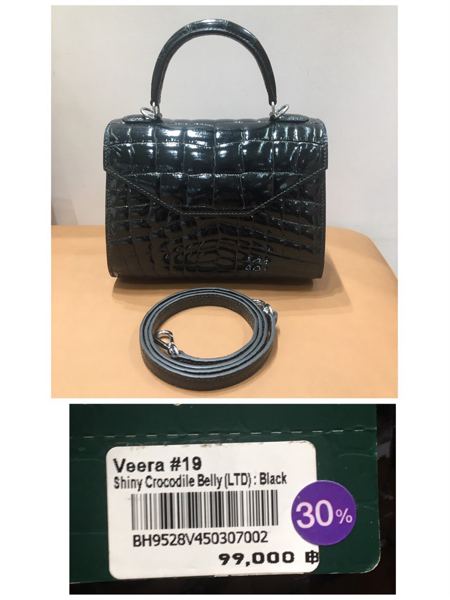 Veera #19
Shiny Crocodile Belly (LTD) : Black
30%
BH9528V450307002
99,000 ฿